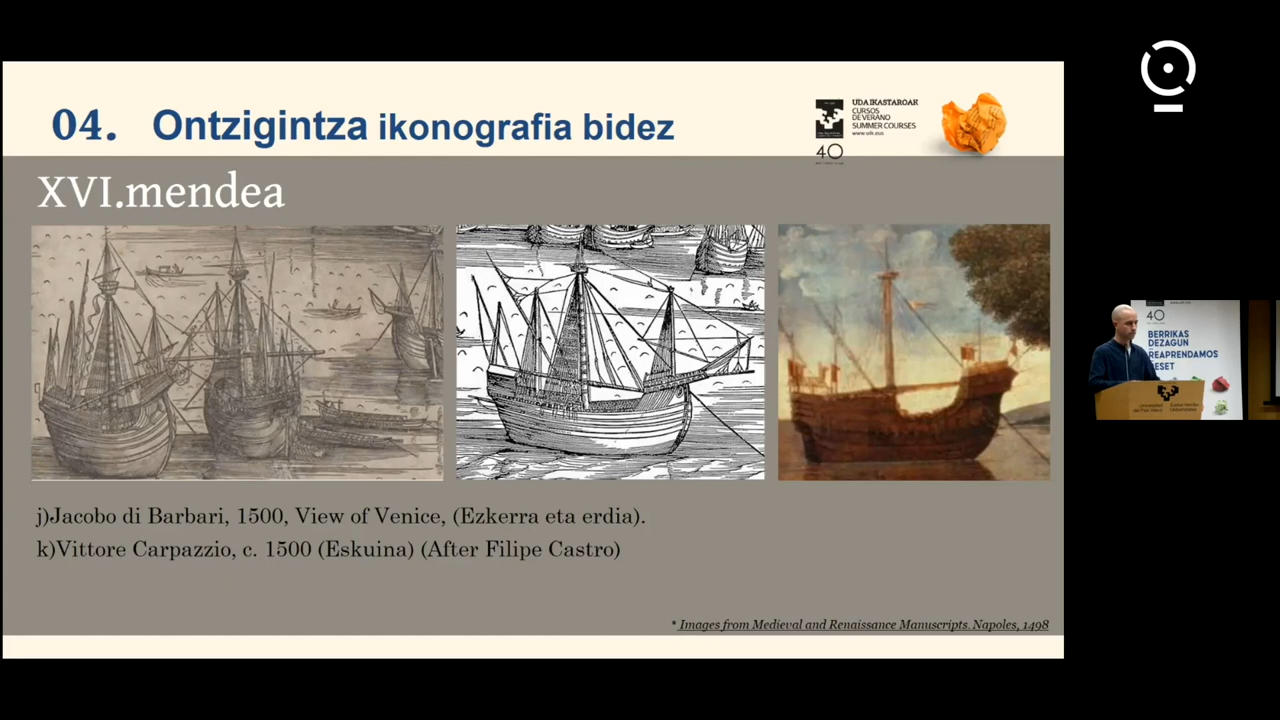 04. Ontzigintza ikonografia bidez
UDA IKASTAROAK
CURSOS
DE VERANO
SUMMER COURSES
www.uik.eus
40
XVI.mendea
j)Jacobo di Barbari, 1500, View of Venice, (Ezkerra eta erdia).
k)Vittore Carpazzio, c. 1500 (Eskuina) (After Filipe Castro)
* Images from Medieval and Renaissance Manuscripts. Napoles, 1498
40
BERRIKAS
DEZAGUN
REAPRENDAMOS